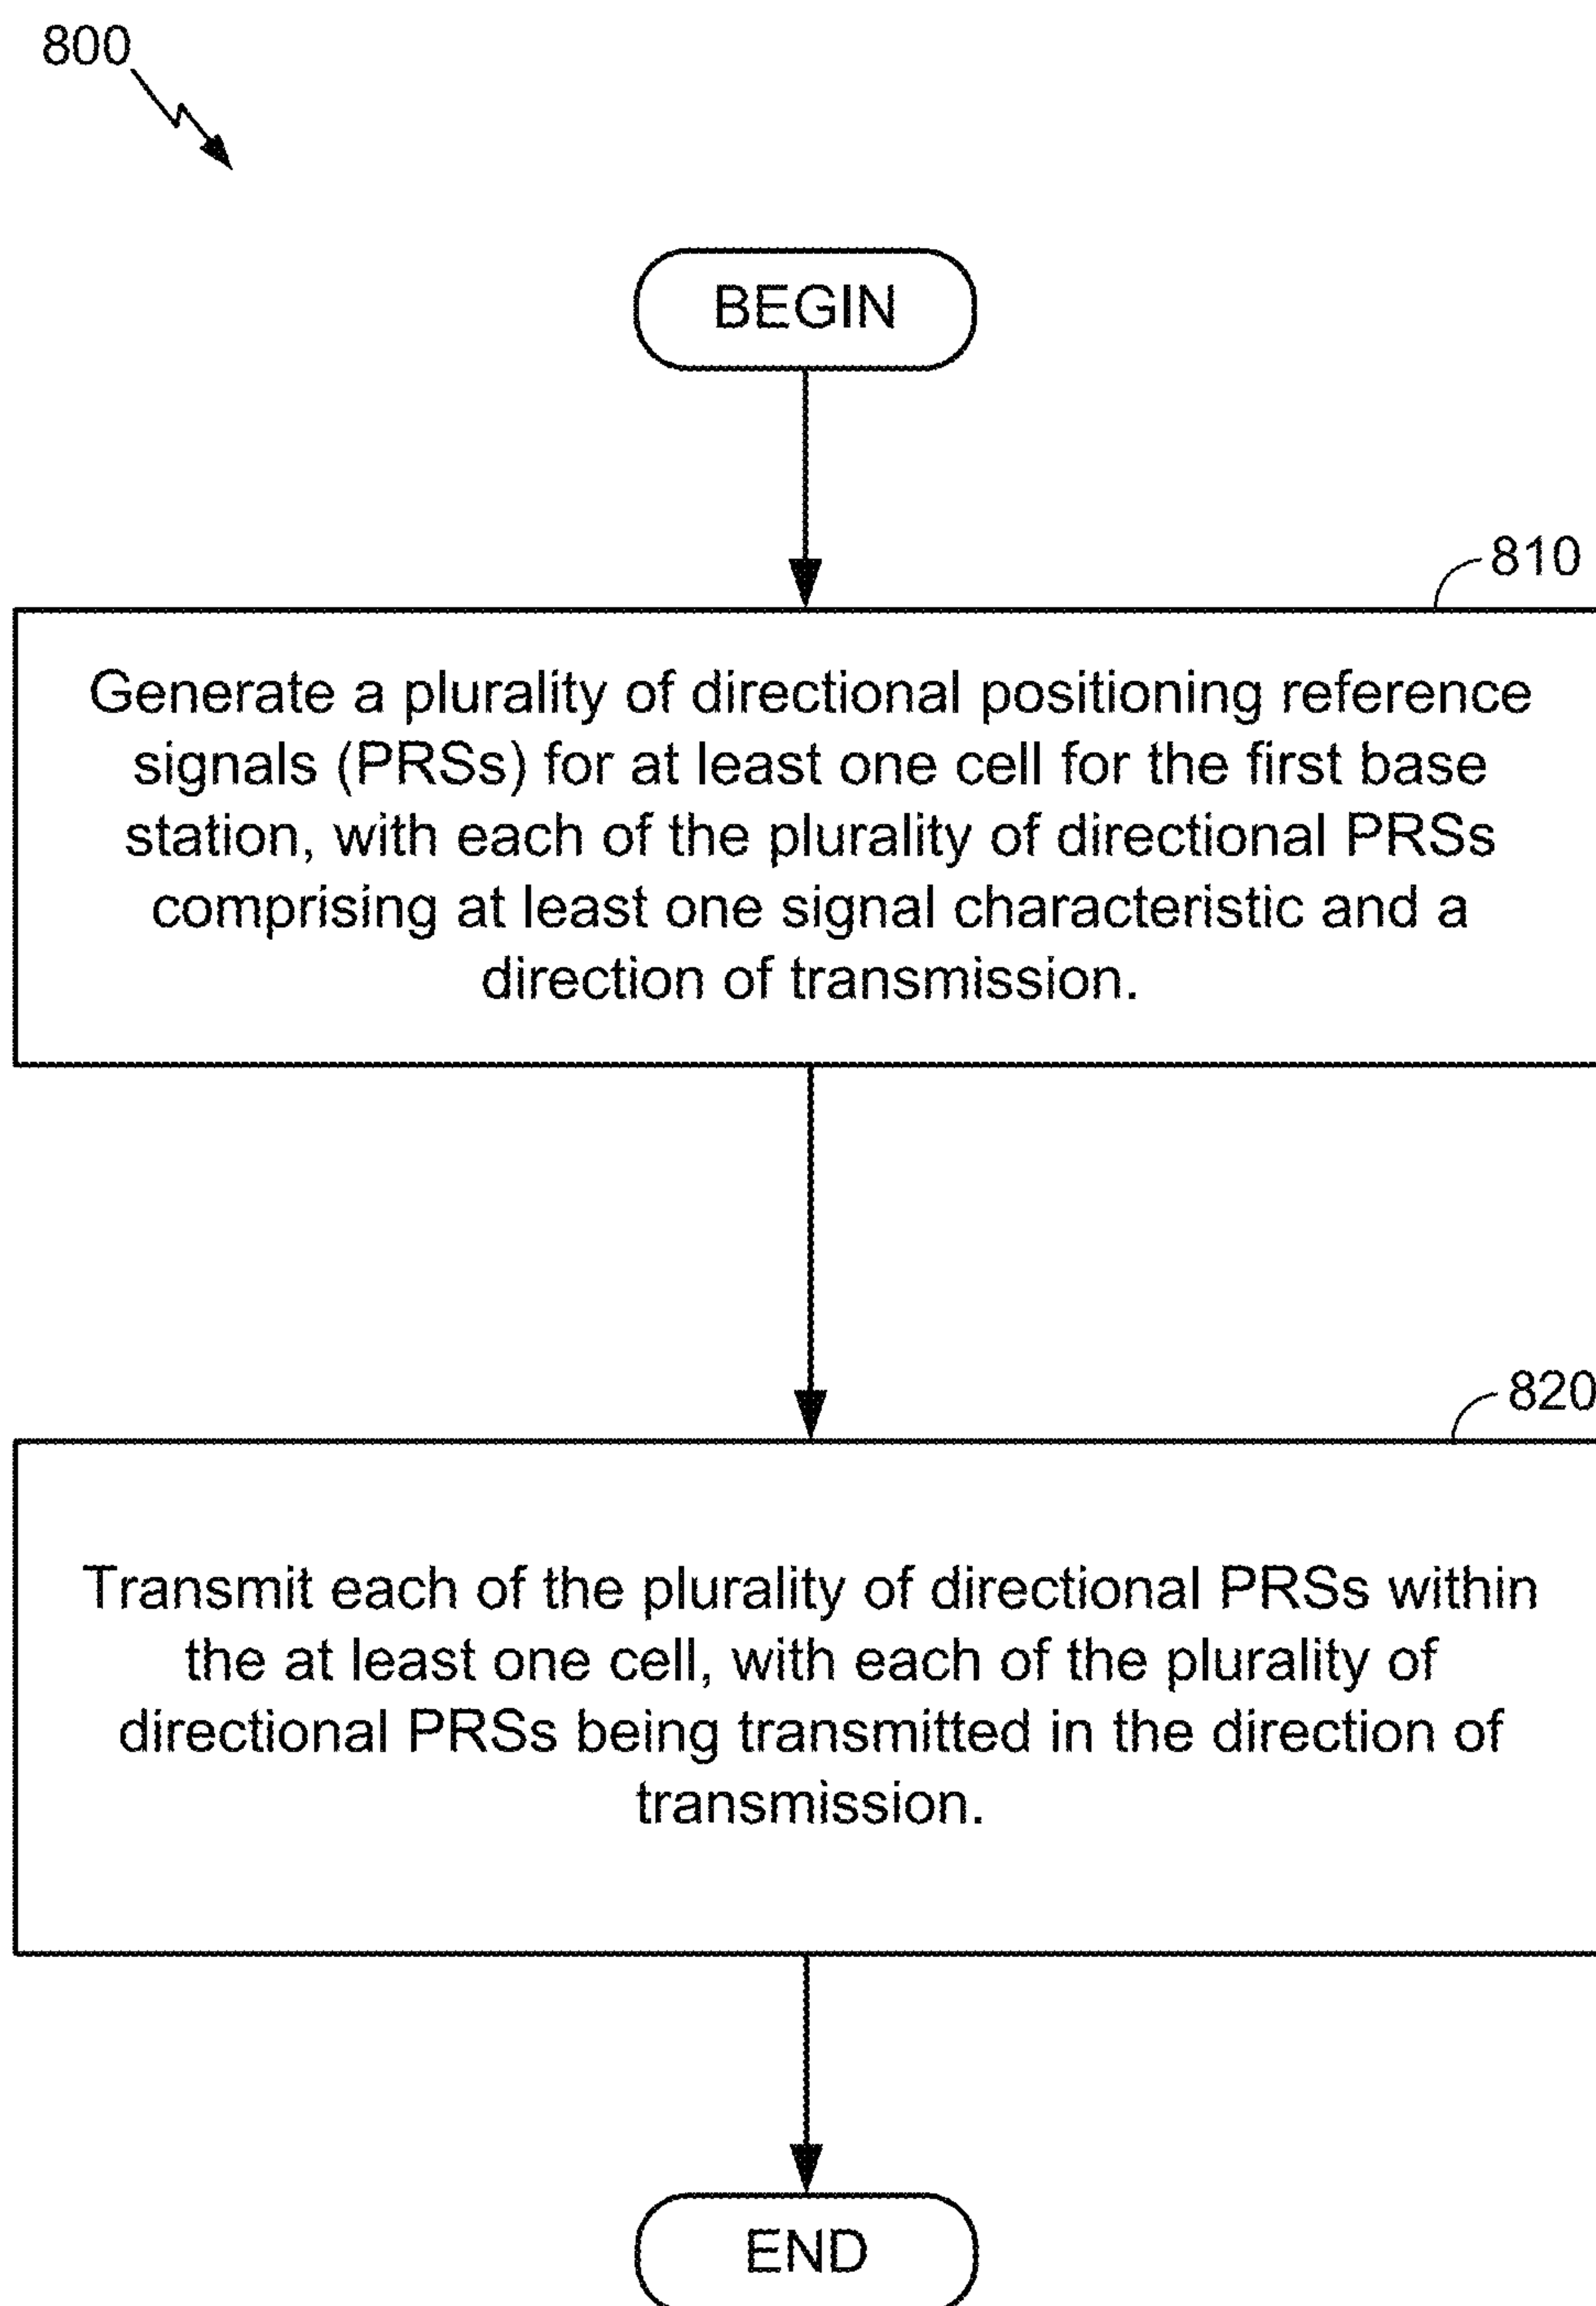 800
BEGIN
810
Generate a plurality of directional positioning reference
signals (PRSs) for at least one cell for the first base
station, with each of the plurality of directional PRSs
comprising at least one signal characteristic and a
direction of transmission.
820
Transmit each of the plurality of directional PRSs within
the at least one cell, with each of the plurality of
directional PRSs being transmitted in the direction of
transmission.
END